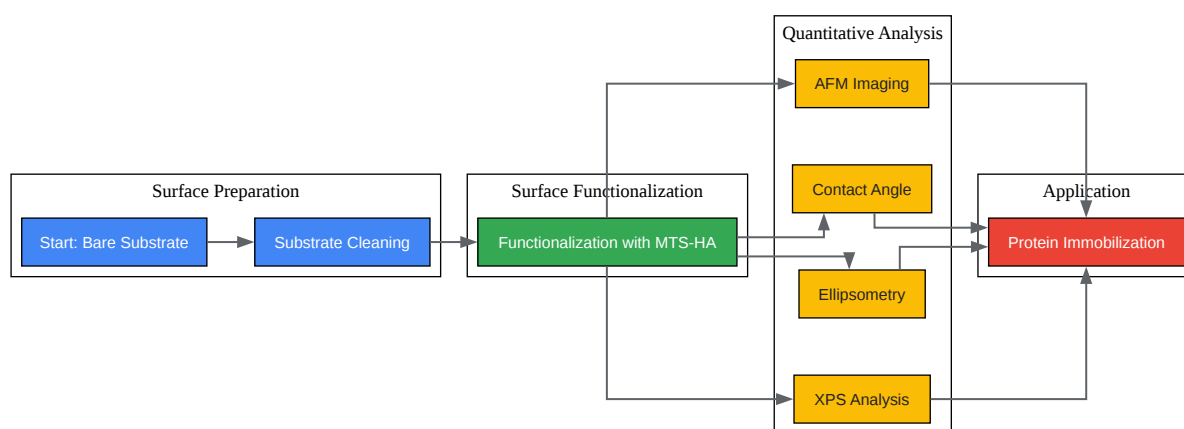 Surface Preparation
Start: Bare Substrate
Substrate Cleaning
Surface Functionalization
Functionalization with MTS-HA
Quantitative Analysis
AFM Imaging
Contact Angle
Ellipsometry
XPS Analysis
Application
Protein Immobilization